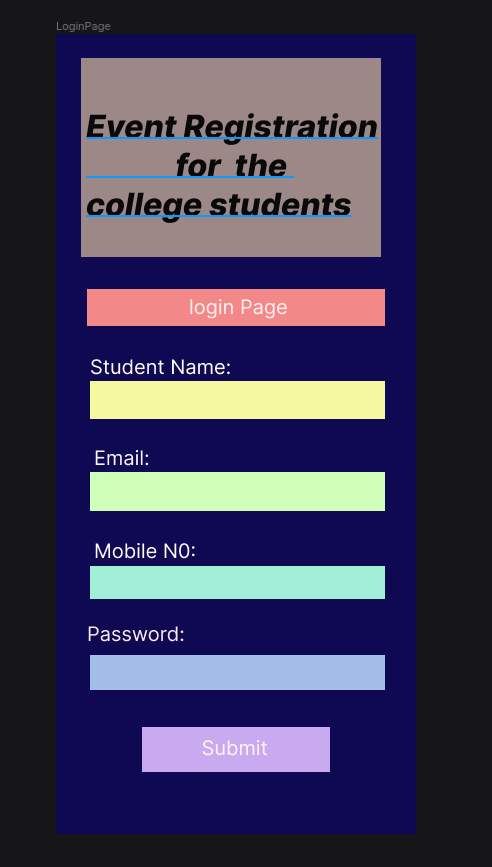 LoginPage
Event Registration
for the
college students
login Page
Student Name:
Email:
Mobile N0:
Password:
Submit